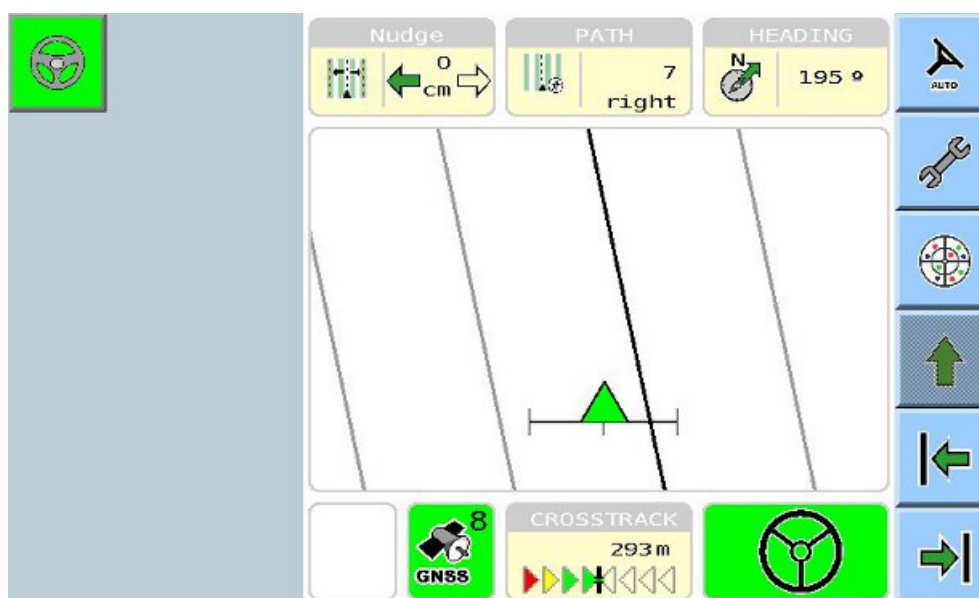 Nudge
0
cm
PATH
7
right
HEADING
N
195 º
AUTO
8
GNSS
CROSSTRACK
293 m